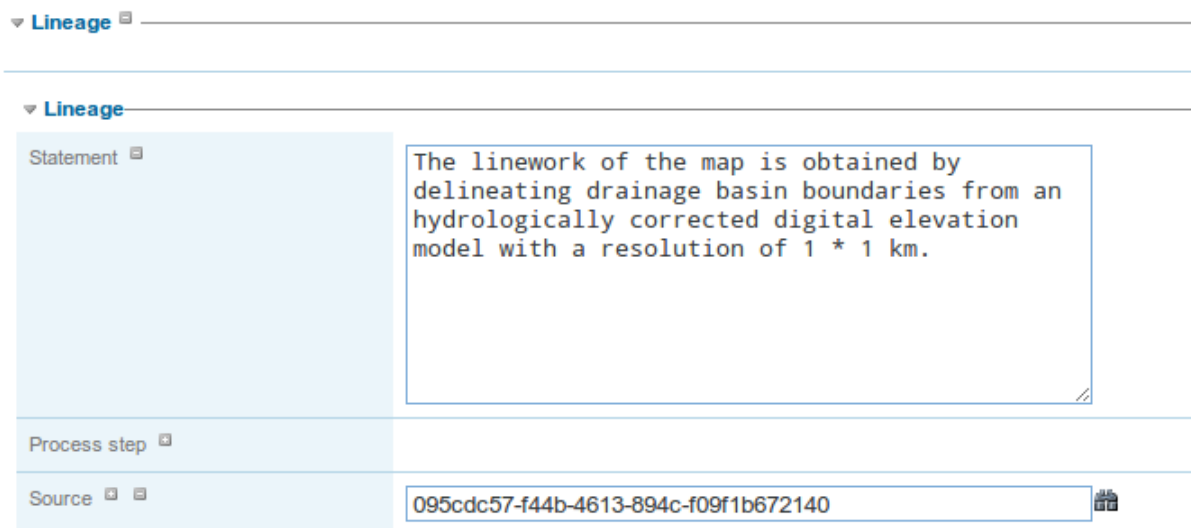 Lineage
Lineage
Statement
The linework of the map is obtained by
delineating drainage basin boundaries from an
hydrologically corrected digital elevation
model with a resolution of 1 * 1 km.
Process step
Source
095cdc57-f44b-4613-894c-f09f1b672140